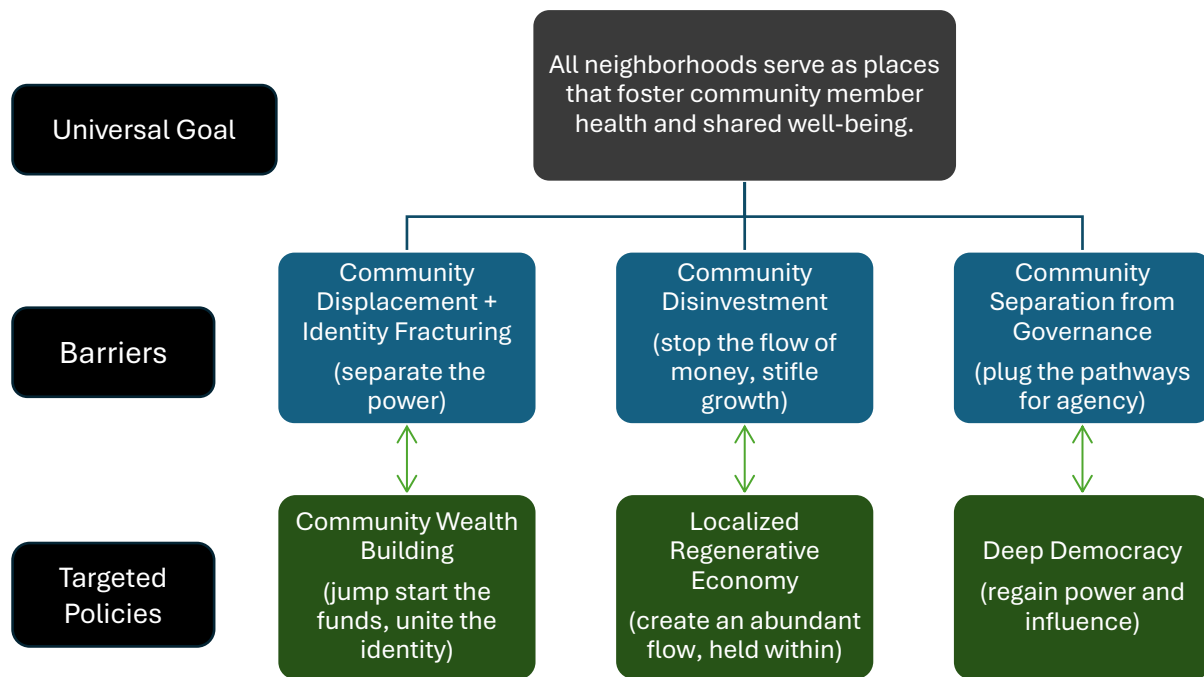 Universal Goal
All neighborhoods serve as places
that foster community member
health and shared well-being.
Barriers
Community
Displacement +
Identity Fracturing
(separate the
power)
Community
Disinvestment
(stop the flow of
money, stifle
growth)
Community
Separation from
Governance
(plug the pathways
for agency)
Targeted
Policies
Community Wealth
Building
(jump start the
funds, unite the
identity)
Localized
Regenerative
Economy
(create an abundant
flow, held within)
Deep Democracy
(regain power and
influence)